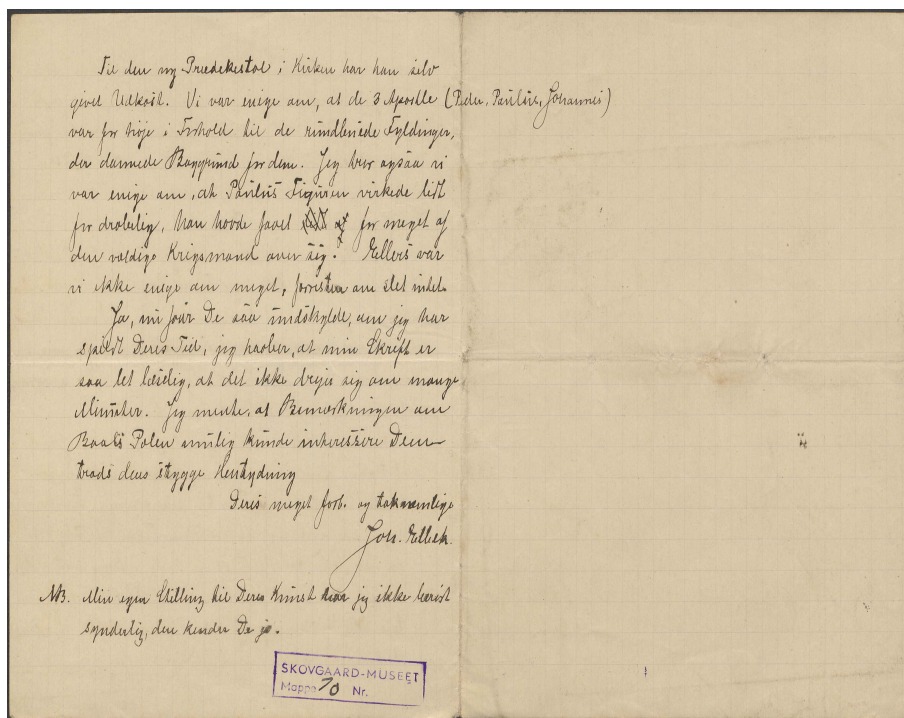 Til den ny Prædikestol i Kirken har han selv
givet Udkast. Vi var enige om, at de 3 Apostle (Peder, Paulus, Johannes)
var for høje i Forhold til de rundbuede Fyldinger,
der dannede Baggrund for dem. Jeg tror ogsaa vi
var enige om, at Paulus Figuren virkede lidt
for drabelig, han havde faaet for meget af
den vældige Krigsmand over sig. Ellers var
vi ikke enige om meget, forresten om slet intet.
Ja, nu faar De saa undskylde, om jeg har
spildt Deres Tid, jeg haaber, at min Skrift er
saa let læselig, at det ikke drejer sig om mange
Minuter. Jeg mente, at Bemærkningen om
Polen mulig kunde interessere Dem
trods dens stygge Hentydning
Deres meget forb. og taknemlige
Joh.
NB. Min egen Stilling til Deres Kunst har jeg ikke berørt
synderlig, den kender De jo.
SKOVGAARD-MUSEET
Mappe 70 Nr.